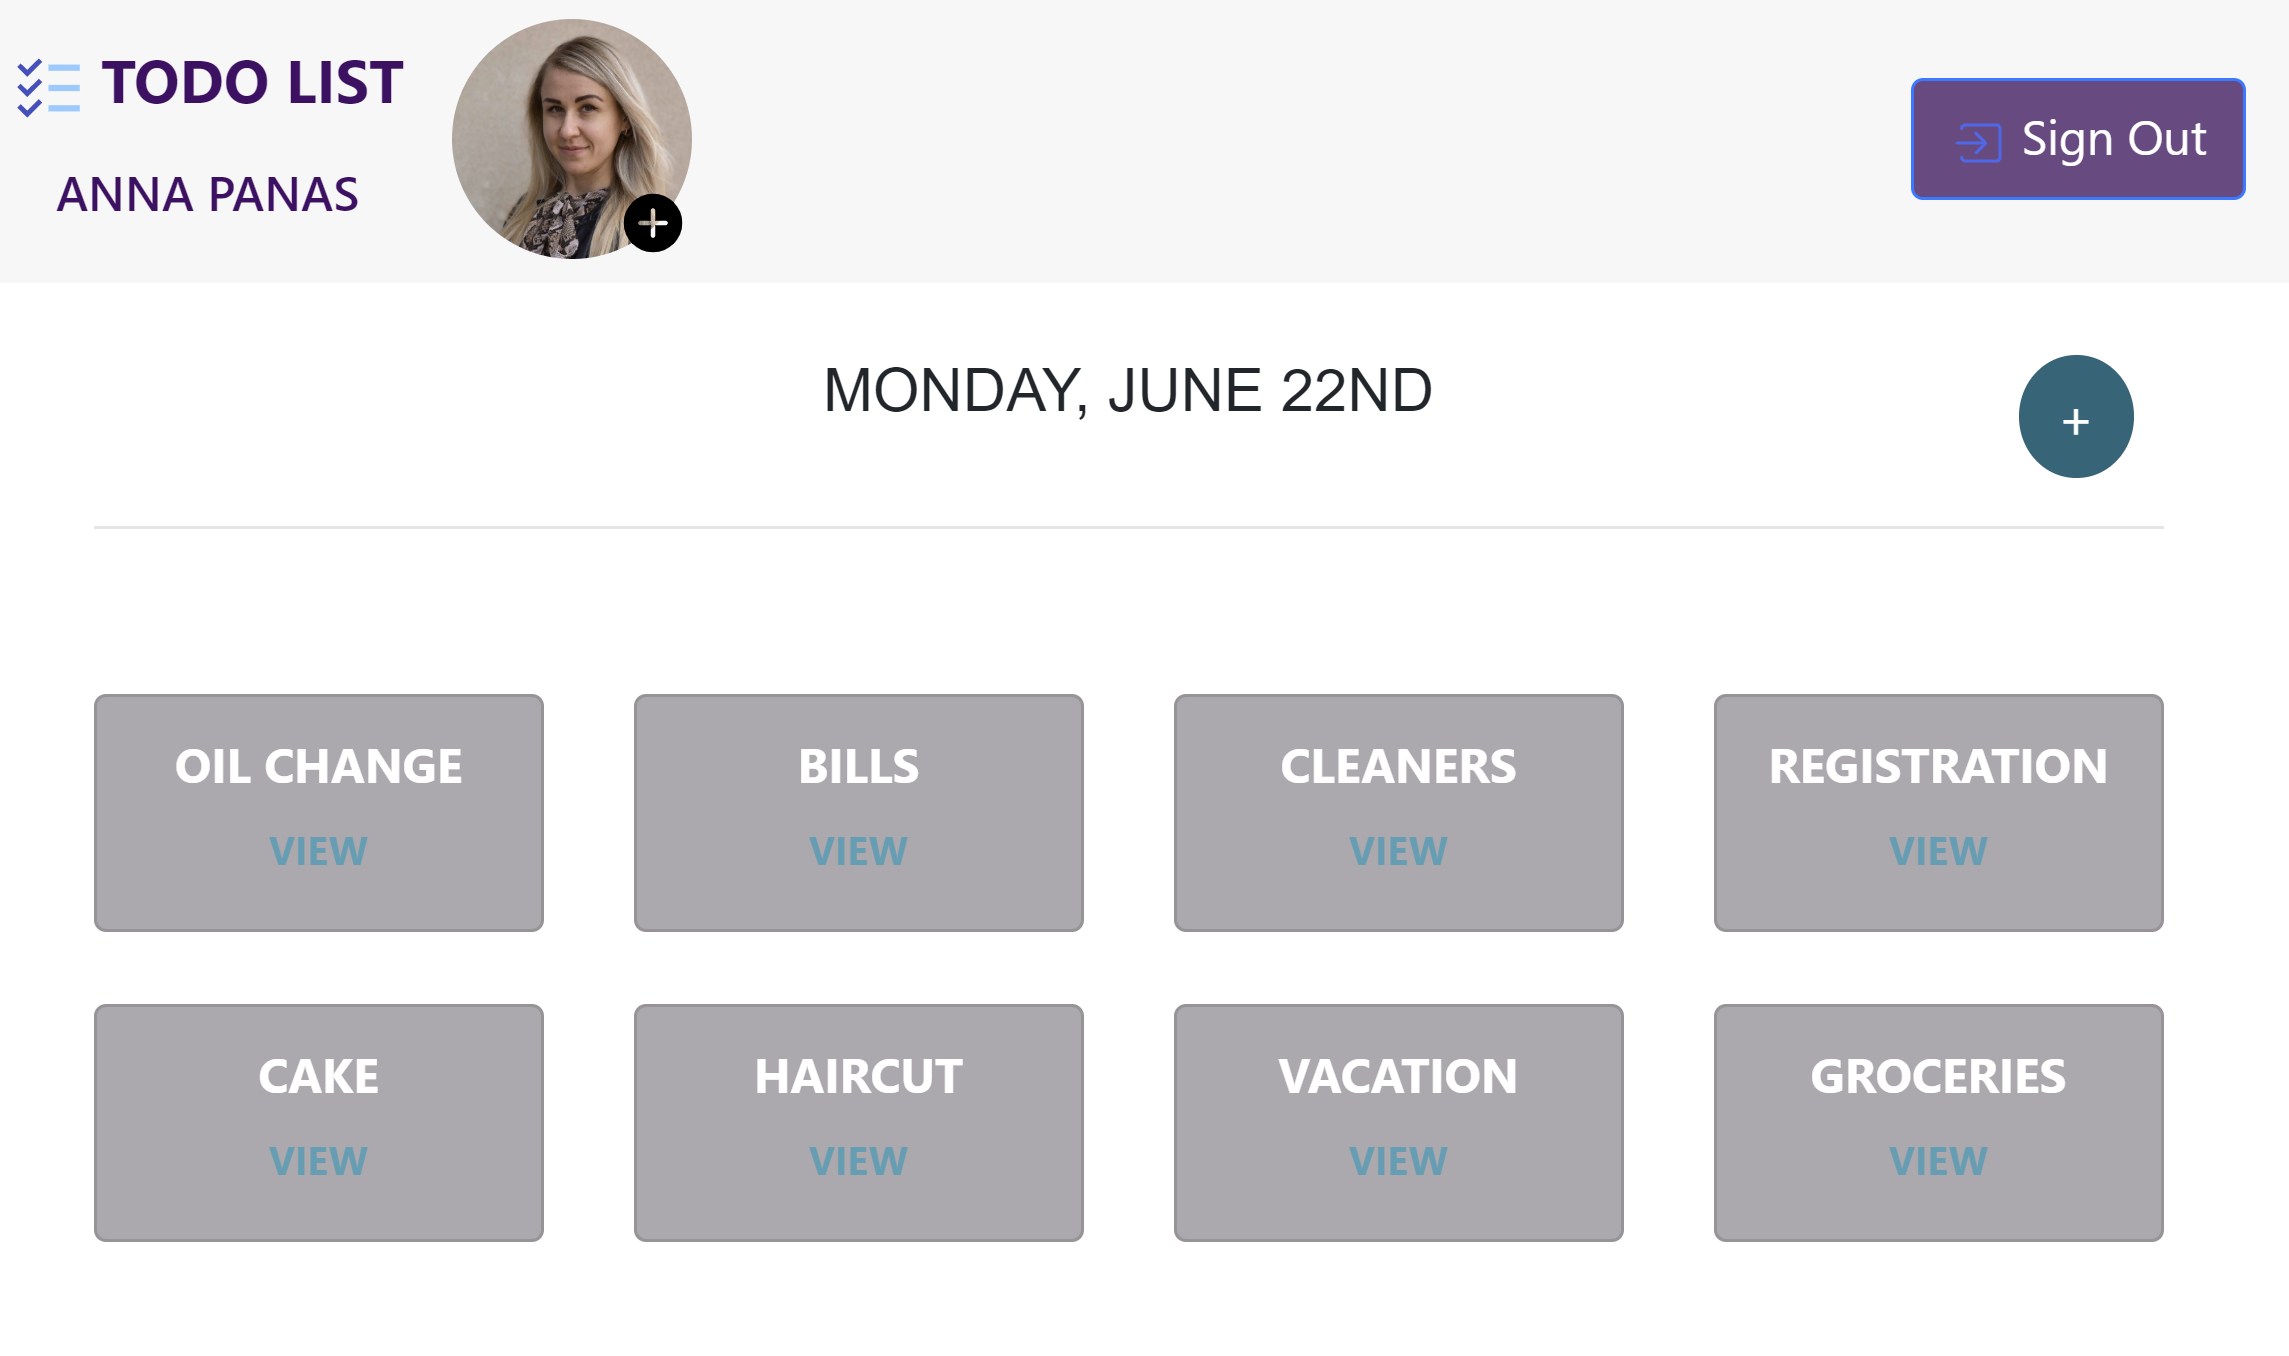 TODO LIST
ANNA PANAS
Sign Out
MONDAY, JUNE 22ND
+
OIL CHANGE
VIEW
BILLS
VIEW
CLEANERS
VIEW
REGISTRATION
VIEW
CAKE
VIEW
HAIRCUT
VIEW
VACATION
VIEW
GROCERIES
VIEW